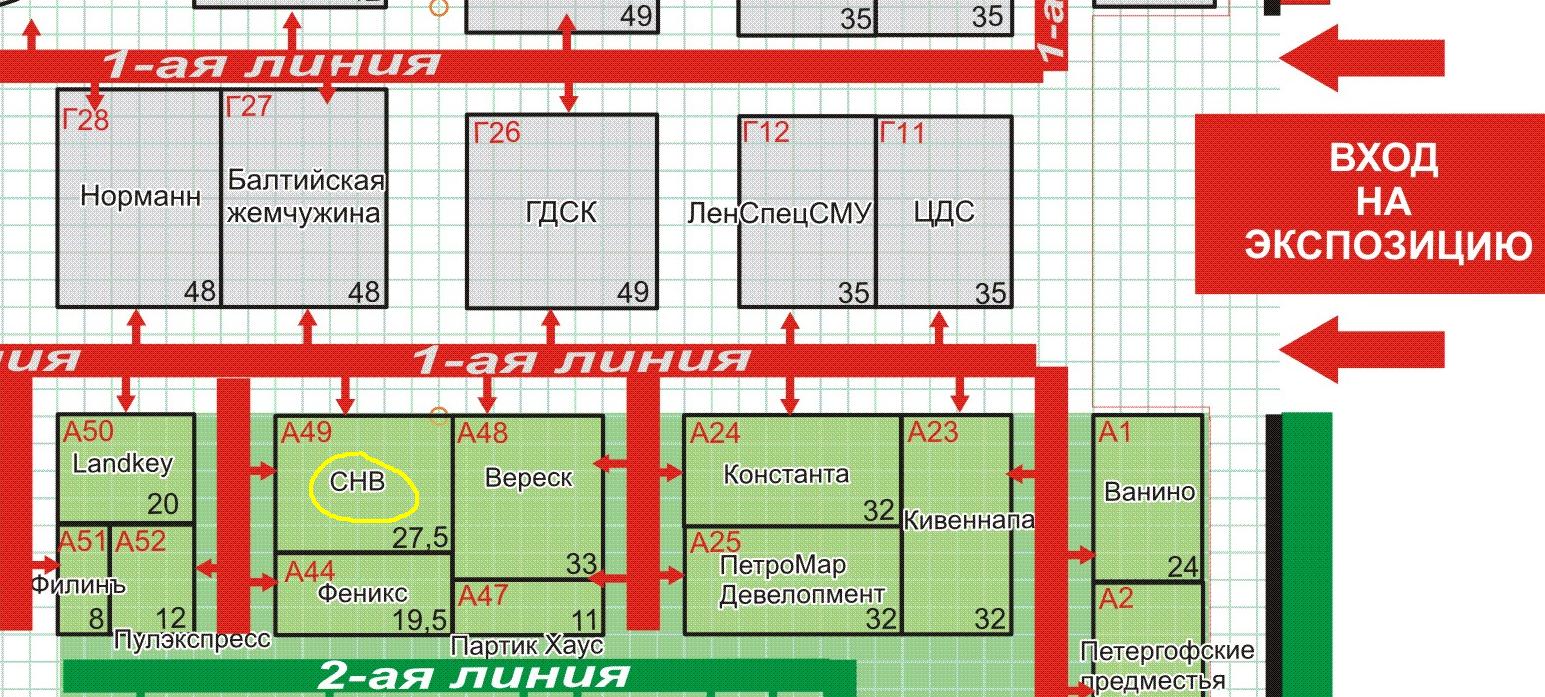 49
35
35
1-ая
1-ая линия
Г28
Норманн
48
Г27
Балтийская
жемчужина
48
Г26
ГДСК
49
Г12
ЛенСпецСМУ
35
Г11
ЦДС
35
ВХОД
НА
ЭКСПОЗИЦИЮ
ия
1-ая линия
А50
Landkey
20
А51
Филинъ
8
А52
12
Пулэкспресс
А49
СНВ
27,5
А44
Феникс
19,5
А48
Вереск
33
А47
11
Партик Хаус
А24
Константа
32
А25
ПетроМар
Девелопмент
32
А23
Кивеннапа
32
А1
Ванино
24
А2
Петергофские
предместья
2-ая линия